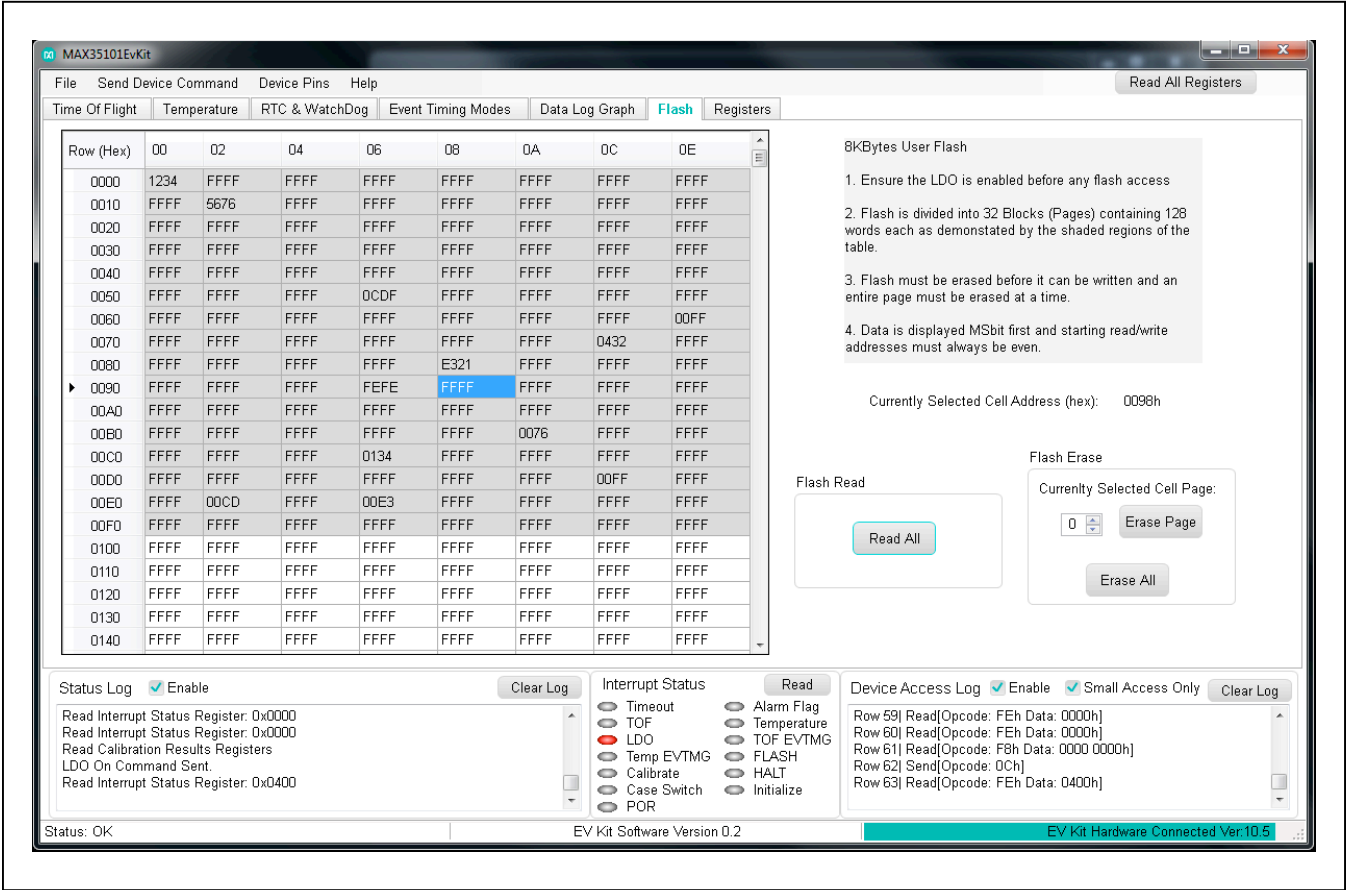 MAX35101EvKit
File Send Device Command Device Pins Help Read All Registers
Time Of Flight Temperature RTC & WatchDog Event Timing Modes Data Log Graph Flash Registers
Row (Hex) 00 02 04 06 08 0A 0C 0E
0000 1234 FFFF FFFF FFFF FFFF FFFF FFFF FFFF
0010 FFFF 5676 FFFF FFFF FFFF FFFF FFFF FFFF
0020 FFFF FFFF FFFF FFFF FFFF FFFF FFFF FFFF
0030 FFFF FFFF FFFF FFFF FFFF FFFF FFFF FFFF
0040 FFFF FFFF FFFF FFFF FFFF FFFF FFFF FFFF
0050 FFFF FFFF FFFF 0CDF FFFF FFFF FFFF FFFF
0060 FFFF FFFF FFFF FFFF FFFF FFFF FFFF 00FF
0070 FFFF FFFF FFFF FFFF FFFF FFFF 0432 FFFF
0080 FFFF FFFF FFFF FFFF E321 FFFF FFFF FFFF
0090 FFFF FFFF FFFF FEFE FFFF FFFF FFFF FFFF
00A0 FFFF FFFF FFFF FFFF FFFF FFFF FFFF FFFF
00B0 FFFF FFFF FFFF FFFF FFFF 0076 FFFF FFFF
00C0 FFFF FFFF FFFF 0134 FFFF FFFF FFFF FFFF
00D0 FFFF FFFF FFFF FFFF FFFF FFFF 00FF FFFF
00E0 FFFF 00CD FFFF 00E3 FFFF FFFF FFFF FFFF
00F0 FFFF FFFF FFFF FFFF FFFF FFFF FFFF FFFF
0100 FFFF FFFF FFFF FFFF FFFF FFFF FFFF FFFF
0110 FFFF FFFF FFFF FFFF FFFF FFFF FFFF FFFF
0120 FFFF FFFF FFFF FFFF FFFF FFFF FFFF FFFF
0130 FFFF FFFF FFFF FFFF FFFF FFFF FFFF FFFF
0140 FFFF FFFF FFFF FFFF FFFF FFFF FFFF FFFF
8KBytes User Flash
1. Ensure the LDO is enabled before any flash access
2. Flash is divided into 32 Blocks (Pages) containing 128
words each as demonstated by the shaded regions of the
table.
3. Flash must be erased before it can be written and an
entire page must be erased at a time.
4. Data is displayed MSbit first and starting read/write
addresses must always be even.
Currently Selected Cell Address (hex): 0098h
Flash Read
Read All
Flash Erase
Currenlty Selected Cell Page:
0 Erase Page
Erase All
Status Log Enable Clear Log
Read Interrupt Status Register: 0x0000
Read Interrupt Status Register: 0x0000
Read Calibration Results Registers
LDO On Command Sent.
Read Interrupt Status Register: 0x0400
Interrupt Status Read
Timeout Alarm Flag
TOF Temperature
LDO TOF EVTMG
Temp EVTMG FLASH
Calibrate HALT
Case Switch Initialize
POR
Device Access Log Enable Small Access Only Clear Log
Row 59| Read[Opcode: FEh Data: 0000h]
Row 60| Read[Opcode: FEh Data: 0000h]
Row 61| Read[Opcode: F8h Data: 0000 0000h]
Row 62| Send[Opcode: 0Ch]
Row 63| Read[Opcode: FEh Data: 0400h]
Status: OK EV Kit Software Version 0.2 EV Kit Hardware Connected Ver:10.5